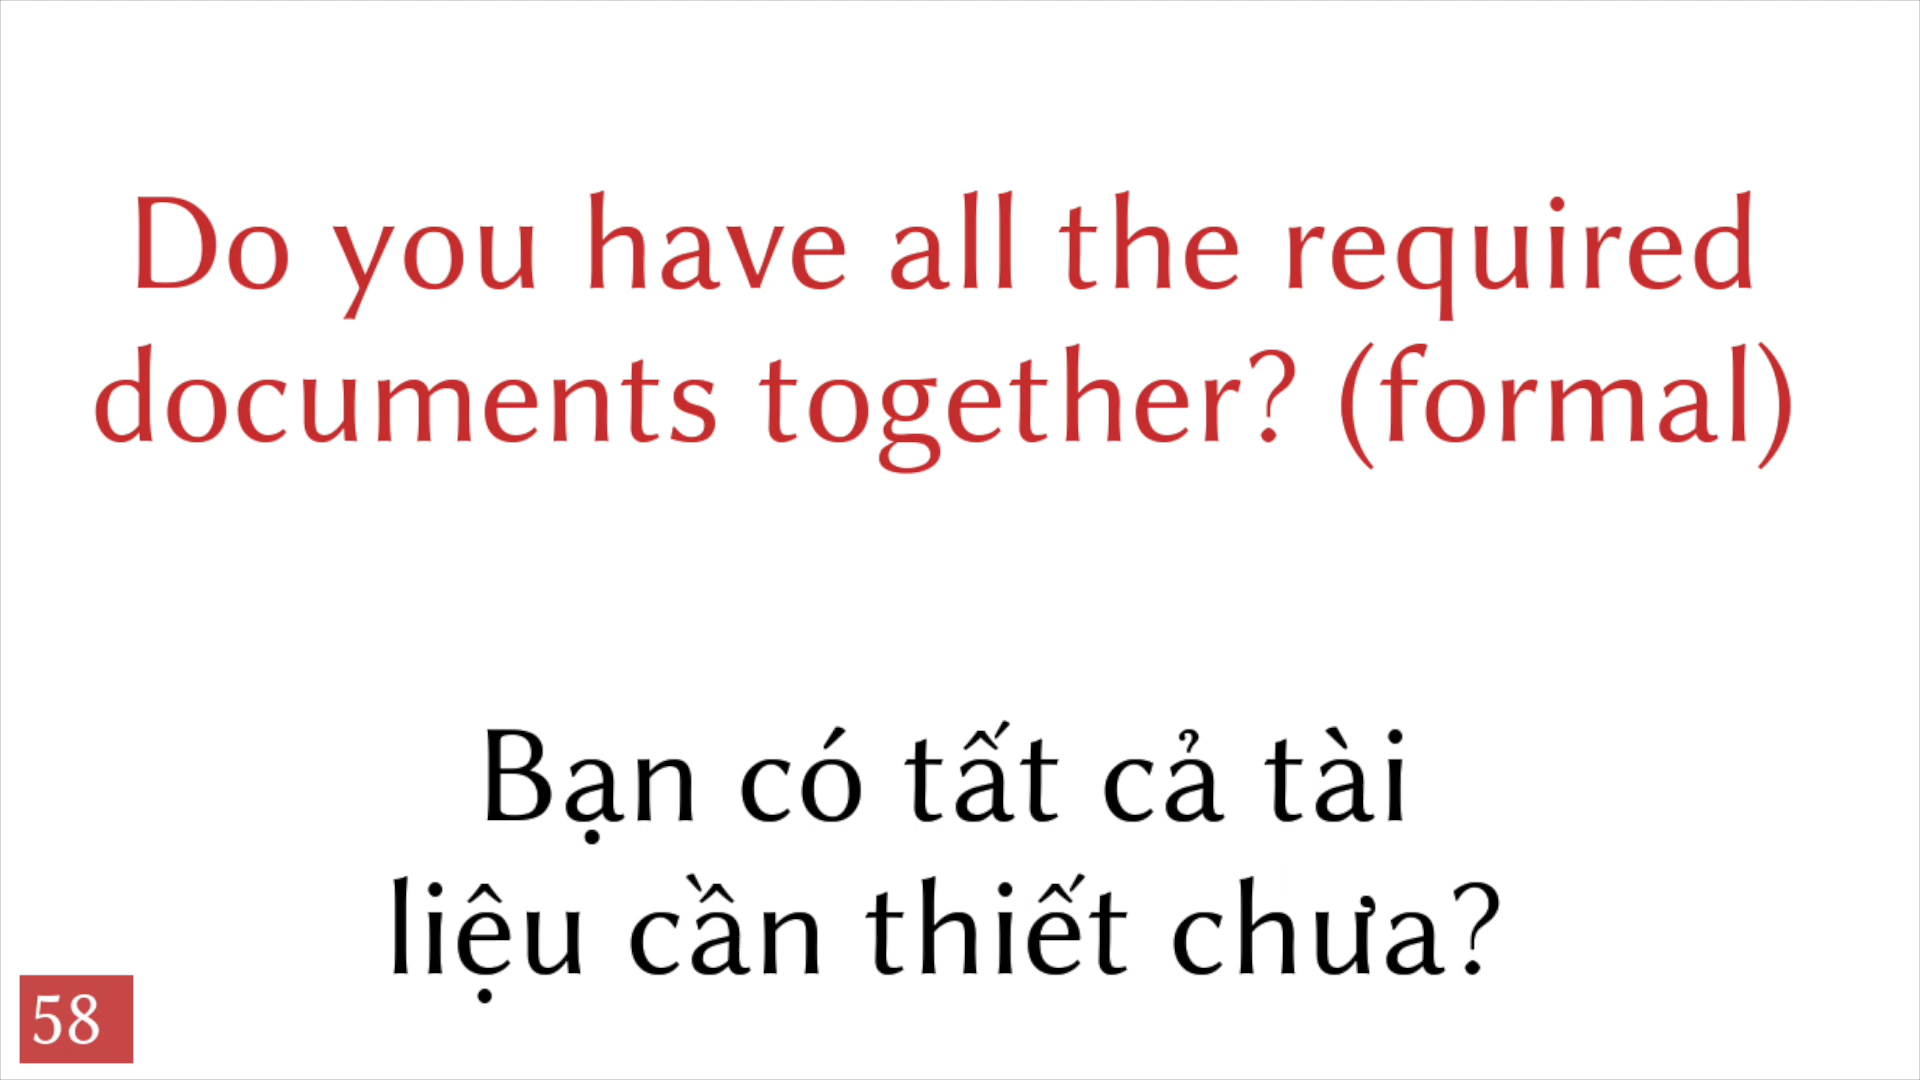 Do you have all the required
documents together? (formal)
Bạn có tất cả tài
liệu cần thiết chưa?
58